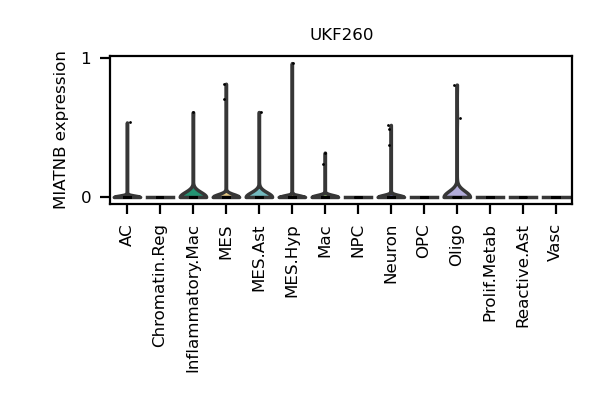 UKF260
MIATNB expression
1
0
AC
Chromatin.Reg
Inflammatory.Mac
MES
MES.Ast
MES.Hyp
Mac
NPC
Neuron
OPC
Oligo
Prolif.Metab
Reactive.Ast
Vasc